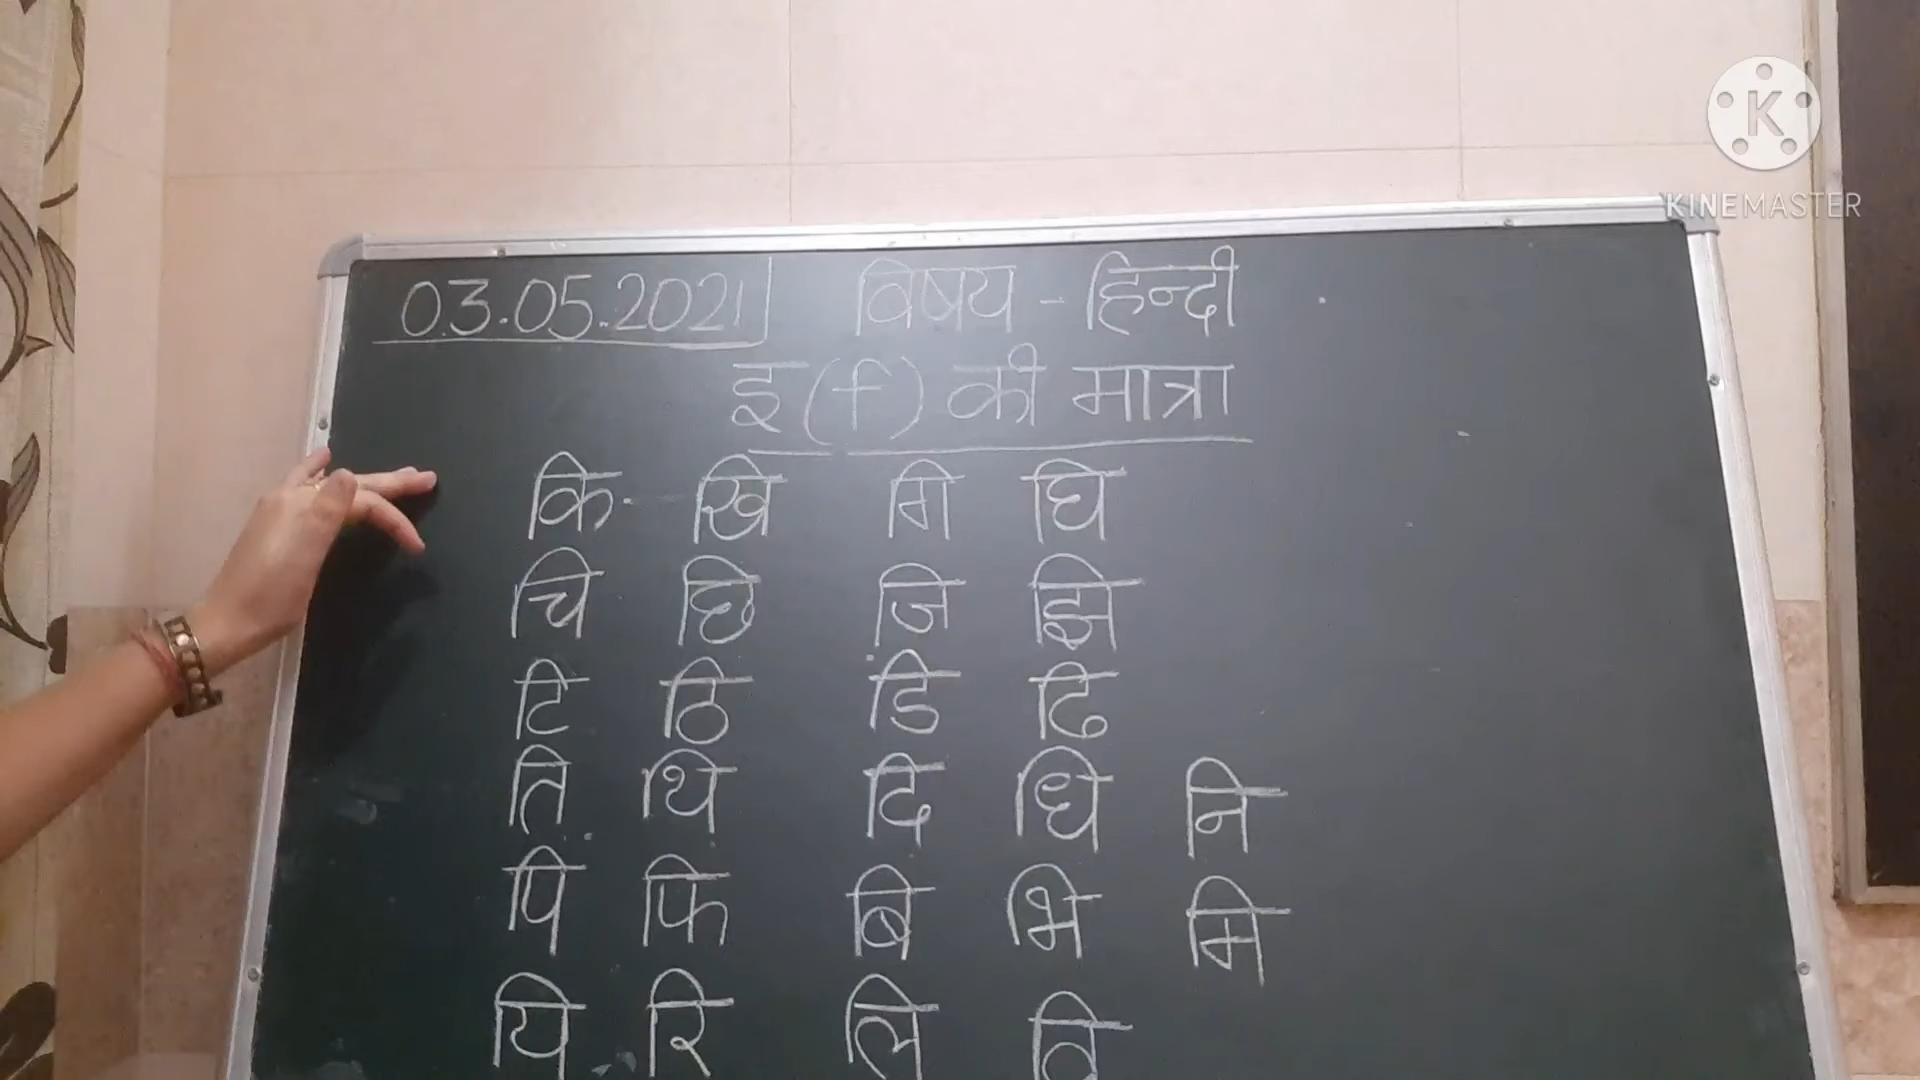 K
KINEMASTER
03.05.2021 विषय - हिन्दी
इ (ि) की मात्रा
कि खि गि घि
चि छि जि झि
टि ठि डि ढि
ति थि दि धि नि
पि फि बि भि मि
यि रि लि वि